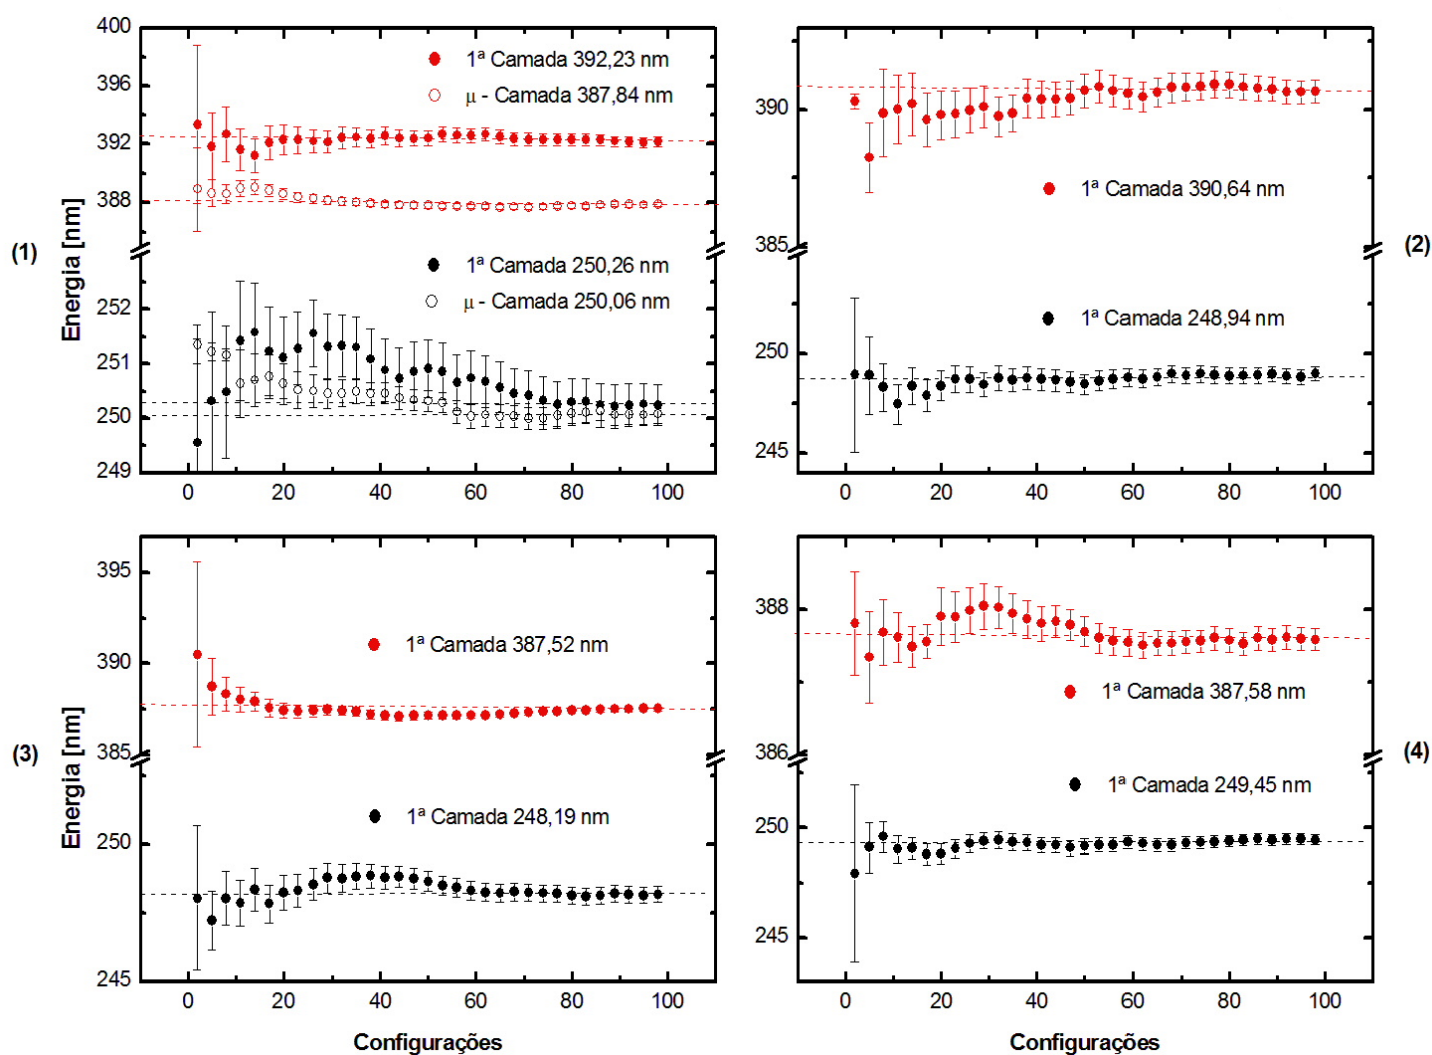 (1)
Energia [nm]
400
396
392
388
252
251
250
249
1ª Camada 392,23 nm
μ - Camada 387,84 nm
1ª Camada 250,26 nm
μ - Camada 250,06 nm
0 20 40 60 80 100
(2)
390
385
250
245
1ª Camada 390,64 nm
1ª Camada 248,94 nm
0 20 40 60 80 100
(3)
Energia [nm]
395
390
385
250
245
1ª Camada 387,52 nm
1ª Camada 248,19 nm
0 20 40 60 80 100
Configurações
(4)
388
386
250
245
1ª Camada 387,58 nm
1ª Camada 249,45 nm
0 20 40 60 80 100
Configurações